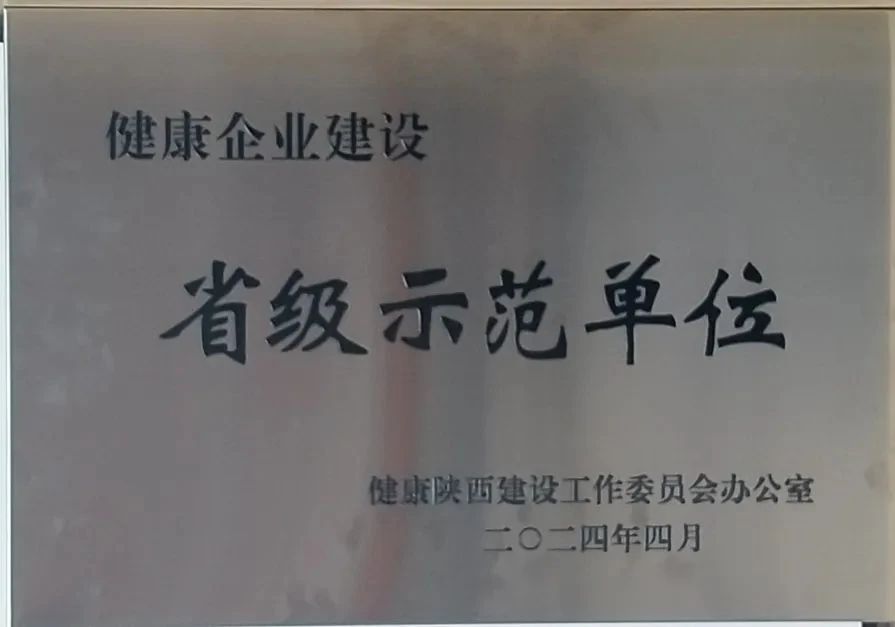 健康企业建设
省级示范单位
健康陕西建设工作委员会办公室
二〇二四年四月